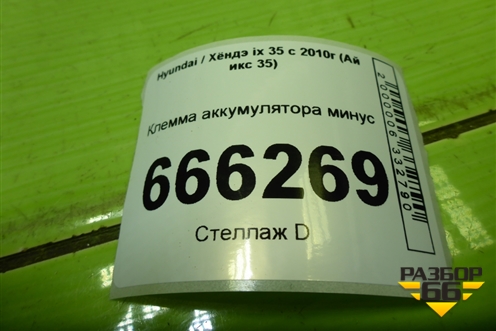 Hyundai / Хёндэ ix 35 с 2010г (Ай
икс 35)
Клемма аккумулятора минус
666269
Стеллаж D
2000006332790
РАЗБОР
66